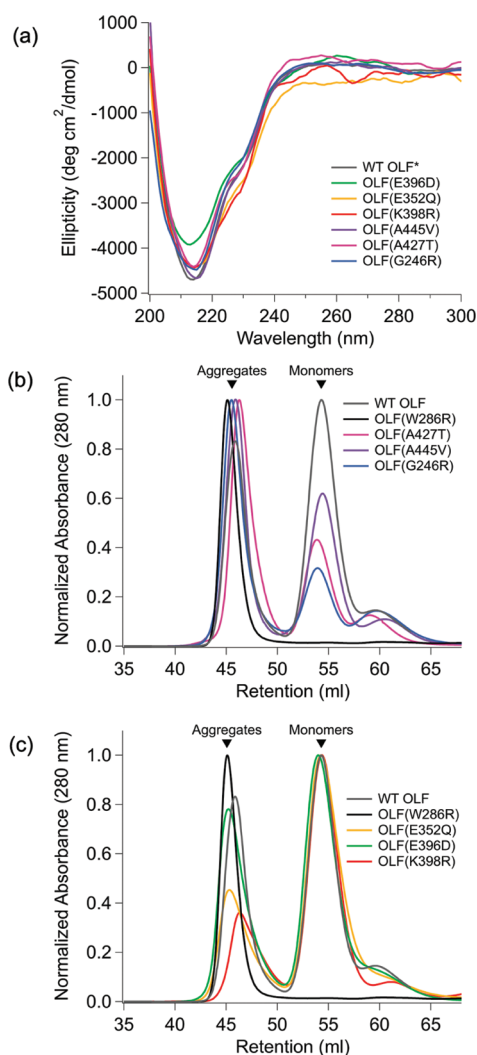 (a)
1000
0
-1000
-2000
-3000
-4000
-5000
Ellipticity (deg cm2/dmol)
WT OLF*
OLF(E396D)
OLF(E352Q)
OLF(K398R)
OLF(A445V)
OLF(A427T)
OLF(G246R)
200 220 240 260 280 300
Wavelength (nm)
(b)
Aggregates Monomers
1.0
0.8
0.6
0.4
0.2
0.0
Normalized Absorbance (280 nm)
WT OLF
OLF(W286R)
OLF(A427T)
OLF(A445V)
OLF(G246R)
35 40 45 50 55 60 65
Retention (ml)
(c)
Aggregates Monomers
1.0
0.8
0.6
0.4
0.2
0.0
Normalized Absorbance (280 nm)
WT OLF
OLF(W286R)
OLF(E352Q)
OLF(E396D)
OLF(K398R)
35 40 45 50 55 60 65
Retention (ml)